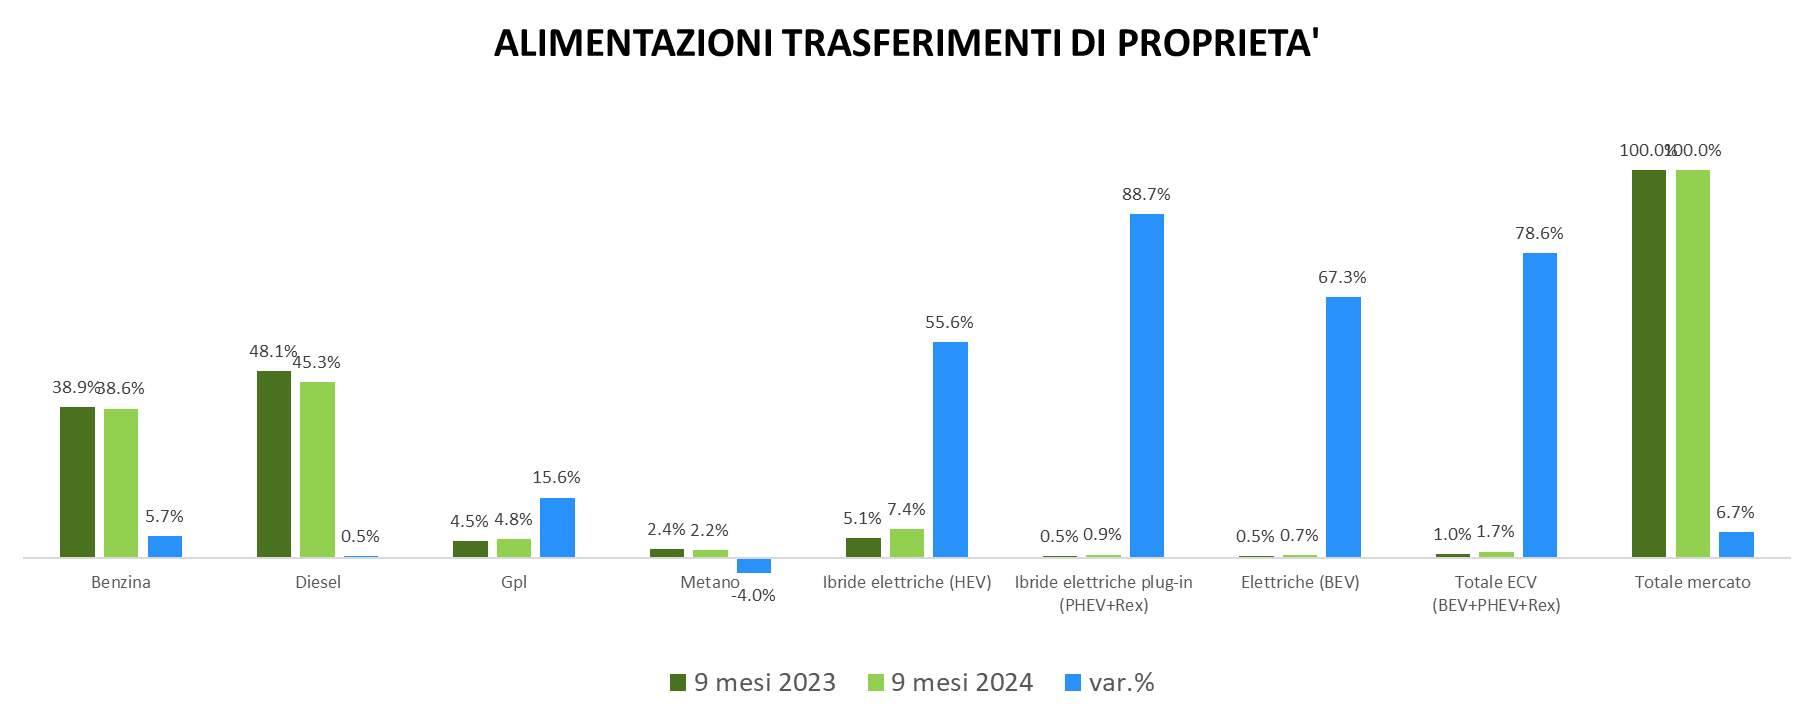 ALIMENTAZIONI TRASFERIMENTI DI PROPRIETA'
38.9% 38.6% 5.7%
48.1% 45.3% 0.5%
4.5% 4.8% 15.6%
2.4% 2.2% -4.0%
5.1% 7.4% 55.6%
0.5% 0.9% 88.7%
0.5% 0.7% 67.3%
1.0% 1.7% 78.6%
100.0% 100.0% 6.7%
Benzina
Diesel
Gpl
Metano
Ibride elettriche (HEV)
Ibride elettriche plug-in
(PHEV+Rex)
Elettriche (BEV)
Totale ECV
(BEV+PHEV+Rex)
Totale mercato
9 mesi 2023
9 mesi 2024
var.%